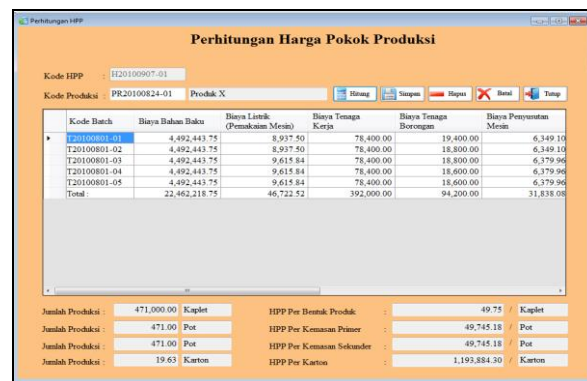 Perhitungan HPP
Perhitungan Harga Pokok Produksi
Kode HPP : H20100907-01
Kode Produksi : PR20100824-01 Produk X Hitung Simpan Hapus Batal Tutup
Kode Batch Biaya Bahan Baku Biaya Listrik (Pemakaian Mesin) Biaya Tenaga Kerja Biaya Tenaga Borongan Biaya Penyusutan Mesin
T20100801-01 4,492,443.75 8,937.50 78,400.00 19,400.00 6,349.10
T20100801-02 4,492,443.75 8,937.50 78,400.00 18,800.00 6,349.10
T20100801-03 4,492,443.75 9,615.84 78,400.00 18,800.00 6,379.96
T20100801-04 4,492,443.75 9,615.84 78,400.00 18,600.00 6,379.96
T20100801-05 4,492,443.75 9,615.84 78,400.00 18,600.00 6,379.96
Total : 22,462,218.75 46,722.52 392,000.00 94,200.00 31,838.08
Jumlah Produksi : 471,000.00 Kaplet HPP Per Bentuk Produk : 49.75 / Kaplet
Jumlah Produksi : 471.00 Pot HPP Per Kemasan Primer : 49,745.18 / Pot
Jumlah Produksi : 471.00 Pot HPP Per Kemasan Sekunder : 49,745.18 / Pot
Jumlah Produksi : 19.63 Karton HPP Per Karton : 1,193,884.30 / Karton